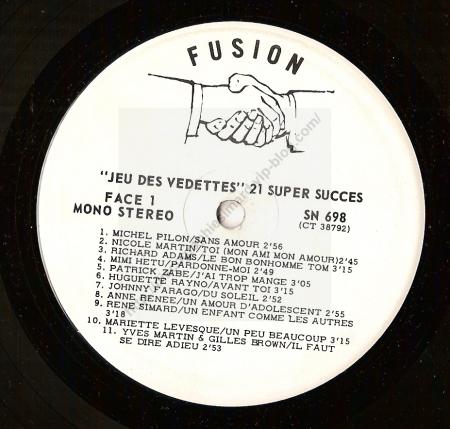 FUSION
"JEU DES VEDETTES" 21 SUPER SUCCES
FACE 1
MONO STEREO
SN 698
(CT 38792)
1. MICHEL PILON/SANS AMOUR 2'56
2. NICOLE MARTIN/TOI (MON AMI MON AMOUR)2'45
3. RICHARD ADAMS/LE BON BONHOMME TOM 3'15
4. MIMI HETU/PARDONNE-MOI 2'49
5. PATRICK ZABE/J'AI TROP MANGE 3'05
6. HUGUETTE RAYNO/AVANT TOI 3'15
7. JOHNNY FARAGO/DU SOLEIL 2'52
8. ANNE RENEE/UN AMOUR D'ADOLESCENT 2'55
9. RENE SIMARD/UN ENFANT COMME LES AUTRES
3'18
10. MARIETTE LEVESQUE/UN PEU BEAUCOUP 3'15
11. YVES MARTIN & GILLES BROWN/IL FAUT
SE DIRE ADIEU 2'53